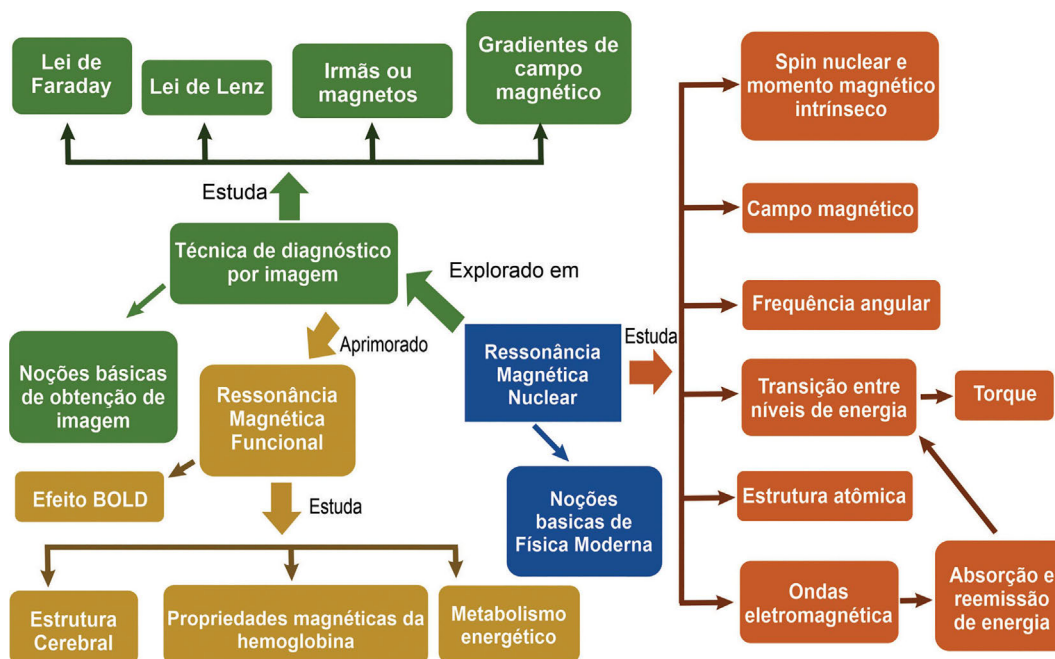 Lei de
Faraday
Lei de Lenz
Irmãs ou
magnetos
Gradientes de
campo
magnético
Estuda
Técnica de diagnóstico
por imagem
Explorado em
Noções básicas
de obtenção de
imagem
Aprimorado
Ressonância
Magnética
Funcional
Efeito BOLD
Estuda
Estrutura
Cerebral
Propriedades magnéticas da
hemoglobina
Metabolismo
energético
Ressonância
Magnética
Nuclear
Estuda
Noções
basicas de
Física Moderna
Spin nuclear e
momento magnético
intrínseco
Campo magnético
Frequência angular
Transição entre
níveis de energia
Torque
Estrutura atômica
Ondas
eletromagnética
Absorção e
reemissão
de energia